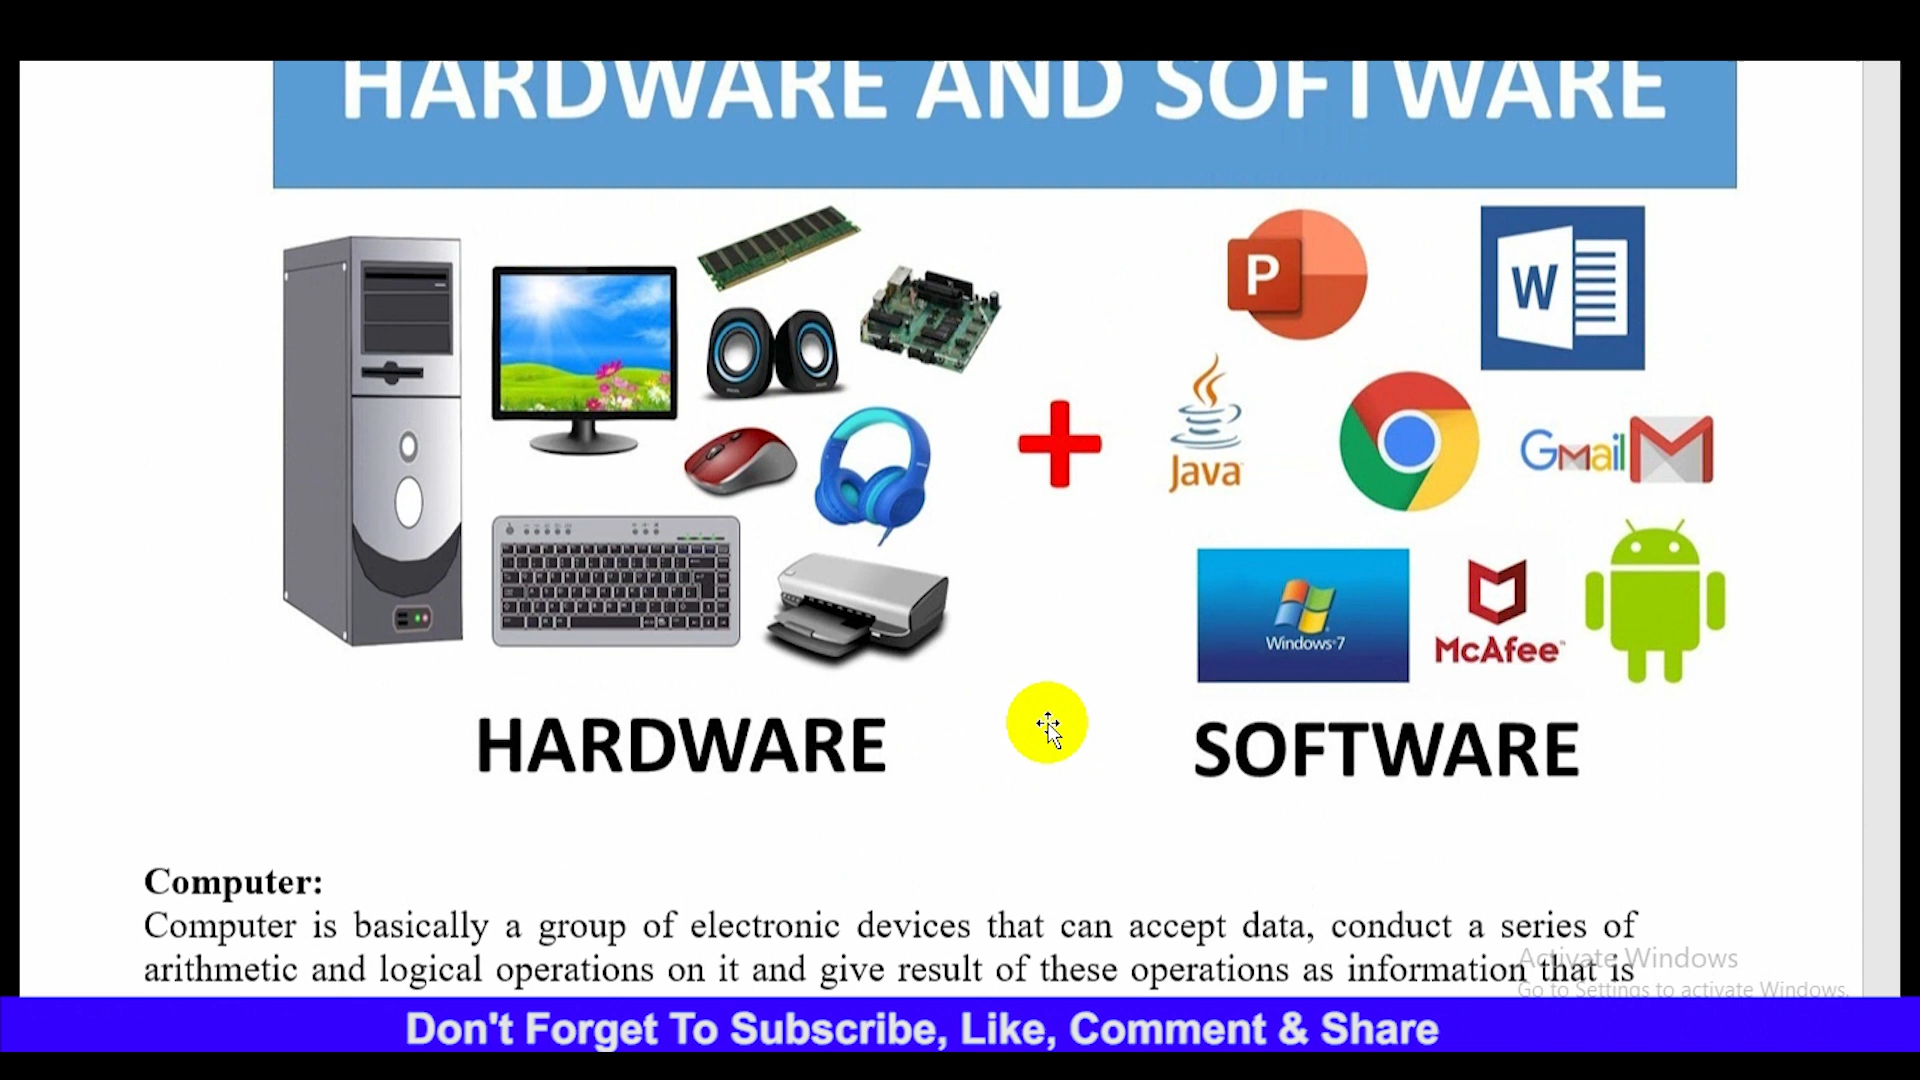 HARDWARE AND SOFTWARE
P
W
Java
Gmail
Windows 7
McAfee™
HARDWARE
SOFTWARE
Computer:
Computer is basically a group of electronic devices that can accept data, conduct a series of
arithmetic and logical operations on it and give result of these operations as information that is
Activate Windows
Go to Settings to activate Windows.
Don't Forget To Subscribe, Like, Comment & Share